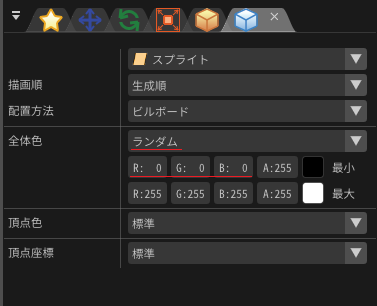 スプライト
描画順 生成順
配置方法 ビルボード
全体色 ランダム
R: 0 G: 0 B: 0 A:255 最小
R:255 G:255 B:255 A:255 最大
頂点色 標準
頂点座標 標準